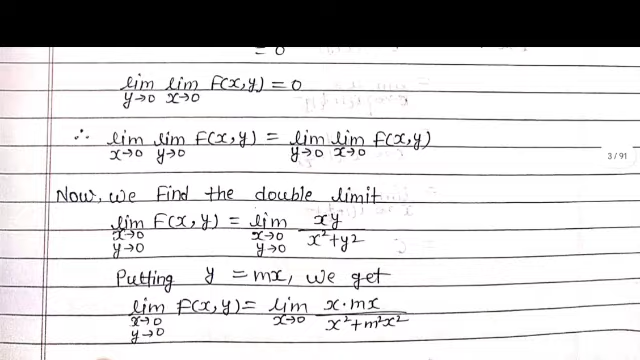 = 0
lim lim F(x,y) = 0
y→0 x→0
∴ lim lim F(x,y) = lim lim F(x,y)
x→0 y→0 y→0 x→0
3 / 91
Now, we Find the double limit
lim F(x,y) = lim xy / x²+y²
x→0 x→0
y→0 y→0
Putting y = mx, we get
lim F(x,y) = lim x·mx / x²+m²x²
x→0 x→0
y→0